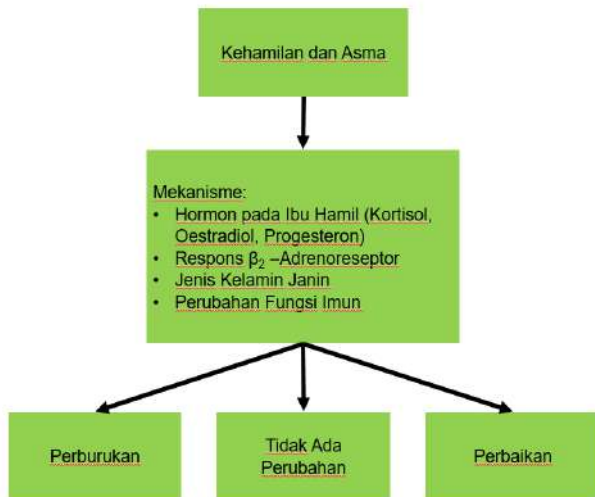 Kehamilan dan Asma
Mekanisme:
• Hormon pada Ibu Hamil (Kortisol,
Oestradiol, Progesteron)
• Respons β₂ –Adrenoreseptor
• Jenis Kelamin Janin
• Perubahan Fungsi Imun
Perburukan
Tidak Ada
Perubahan
Perbaikan